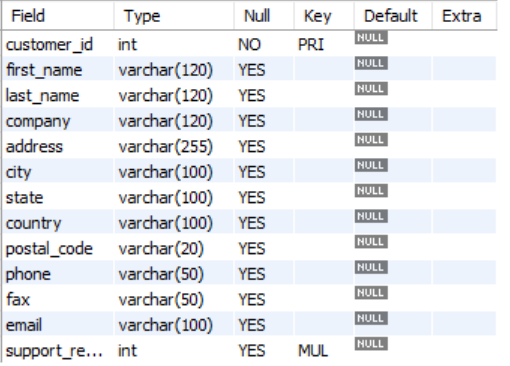 Field Type Null Key Default Extra
customer_id int NO PRI NULL
first_name varchar(120) YES NULL
last_name varchar(120) YES NULL
company varchar(120) YES NULL
address varchar(255) YES NULL
city varchar(100) YES NULL
state varchar(100) YES NULL
country varchar(100) YES NULL
postal_code varchar(20) YES NULL
phone varchar(50) YES NULL
fax varchar(50) YES NULL
email varchar(100) YES NULL
support_re... int YES MUL NULL